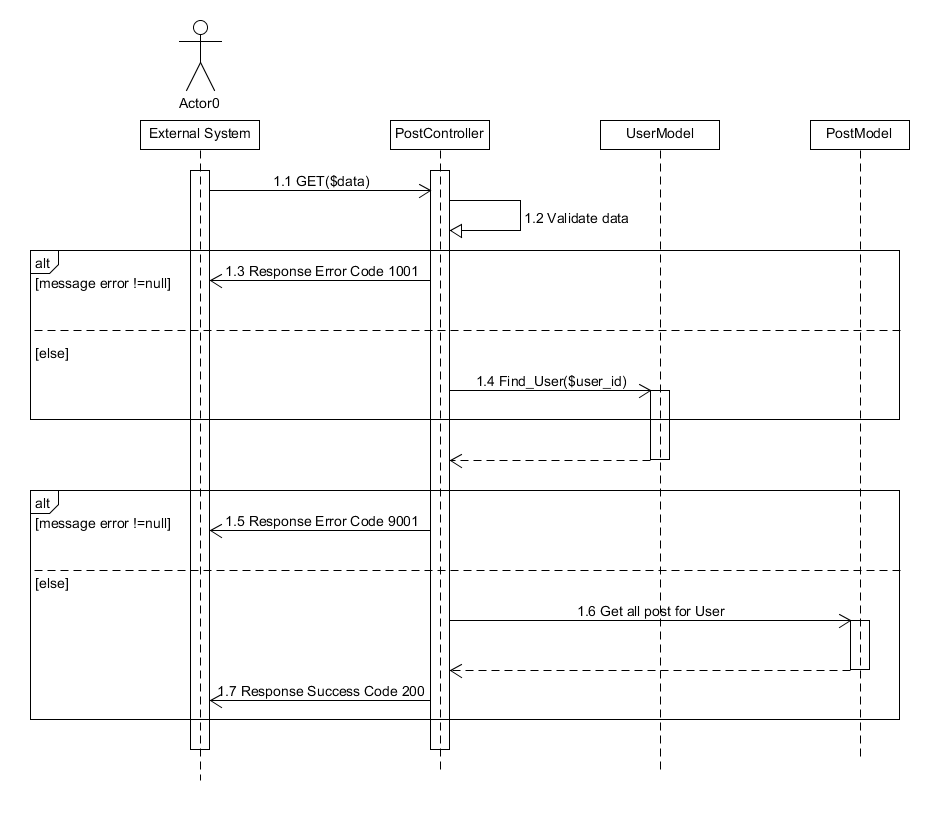 Actor0
External System
PostController
UserModel
PostModel
1.1 GET($data)
1.2 Validate data
alt
1.3 Response Error Code 1001
[message error !=null]
[else]
1.4 Find_User($user_id)
alt
1.5 Response Error Code 9001
[message error !=null]
[else]
1.6 Get all post for User
1.7 Response Success Code 200